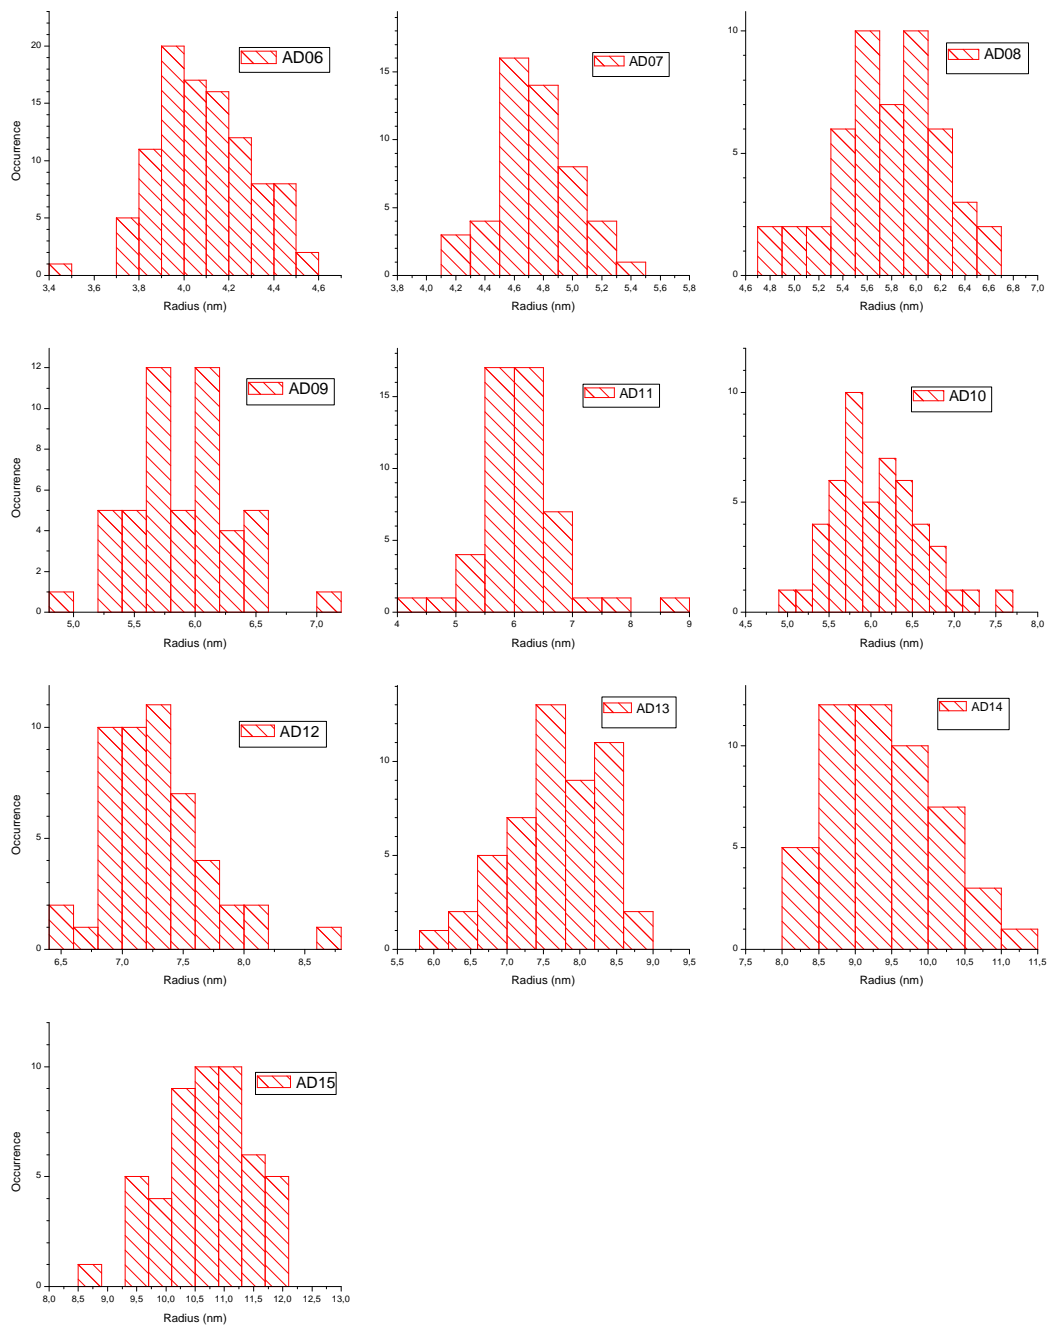 AD06
Occurrence
20
15
10
5
0
3,4 3,6 3,8 4,0 4,2 4,4 4,6
Radius (nm)
AD07
15
10
5
0
3,8 4,0 4,2 4,4 4,6 4,8 5,0 5,2 5,4 5,6 5,8
Radius (nm)
AD08
10
5
0
4,6 4,8 5,0 5,2 5,4 5,6 5,8 6,0 6,2 6,4 6,6 6,8 7,0
Radius (nm)
AD09
Occurrence
12
10
8
6
4
2
0
5,0 5,5 6,0 6,5 7,0
Radius (nm)
AD11
15
10
5
0
4 5 6 7 8 9
Radius (nm)
AD10
10
5
0
4,5 5,0 5,5 6,0 6,5 7,0 7,5 8,0
Radius (nm)
AD12
Occurrence
10
5
0
6,5 7,0 7,5 8,0 8,5
Radius (nm)
AD13
10
5
0
5,5 6,0 6,5 7,0 7,5 8,0 8,5 9,0 9,5
Radius (nm)
AD14
10
5
0
7,5 8,0 8,5 9,0 9,5 10,0 10,5 11,0 11,5
Radius (nm)
AD15
Occurrence
10
5
0
8,0 8,5 9,0 9,5 10,0 10,5 11,0 11,5 12,0 12,5 13,0
Radius (nm)